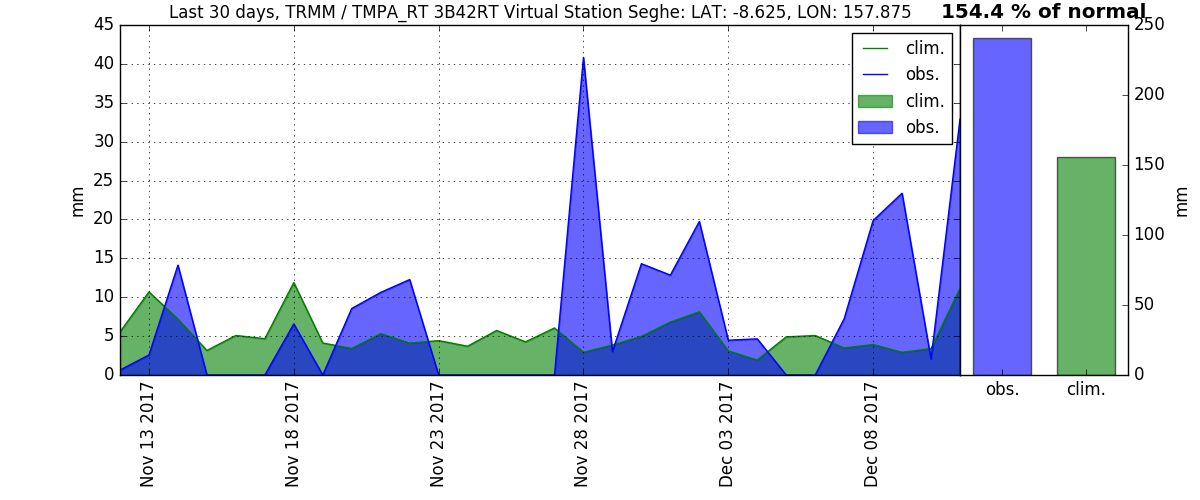 Last 30 days, TRMM / TMPA_RT 3B42RT Virtual Station Seghe: LAT: -8.625, LON: 157.875
154.4 % of normal
45
40
35
30
25
20
15
10
5
0
mm
clim.
obs.
clim.
obs.
Nov 13 2017
Nov 18 2017
Nov 23 2017
Nov 28 2017
Dec 03 2017
Dec 08 2017
250
200
150
100
50
0
mm
obs.
clim.